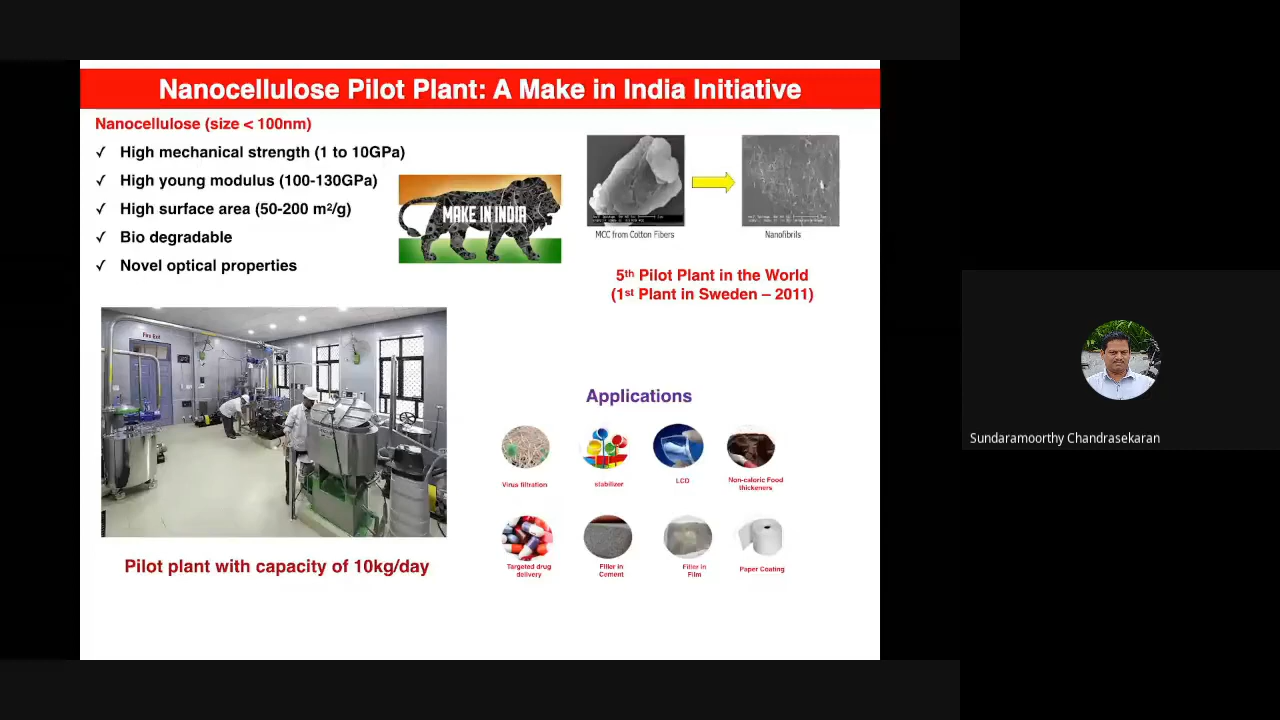 Nanocellulose Pilot Plant: A Make in India Initiative
Nanocellulose (size < 100nm)
✓ High mechanical strength (1 to 10GPa)
✓ High young modulus (100-130GPa)
✓ High surface area (50-200 m²/g)
✓ Bio degradable
✓ Novel optical properties
MAKE IN INDIA
MCC from Cotton Fibers
Nanofibrils
5th Pilot Plant in the World
(1st Plant in Sweden – 2011)
Fire Exit
Pilot plant with capacity of 10kg/day
Applications
Virus filtration
stabilizer
LCD
Non-caloric Food
thickeners
Targeted drug
delivery
Filler in
Cement
Filler in
Film
Paper Coating
Sundaramoorthy Chandrasekaran